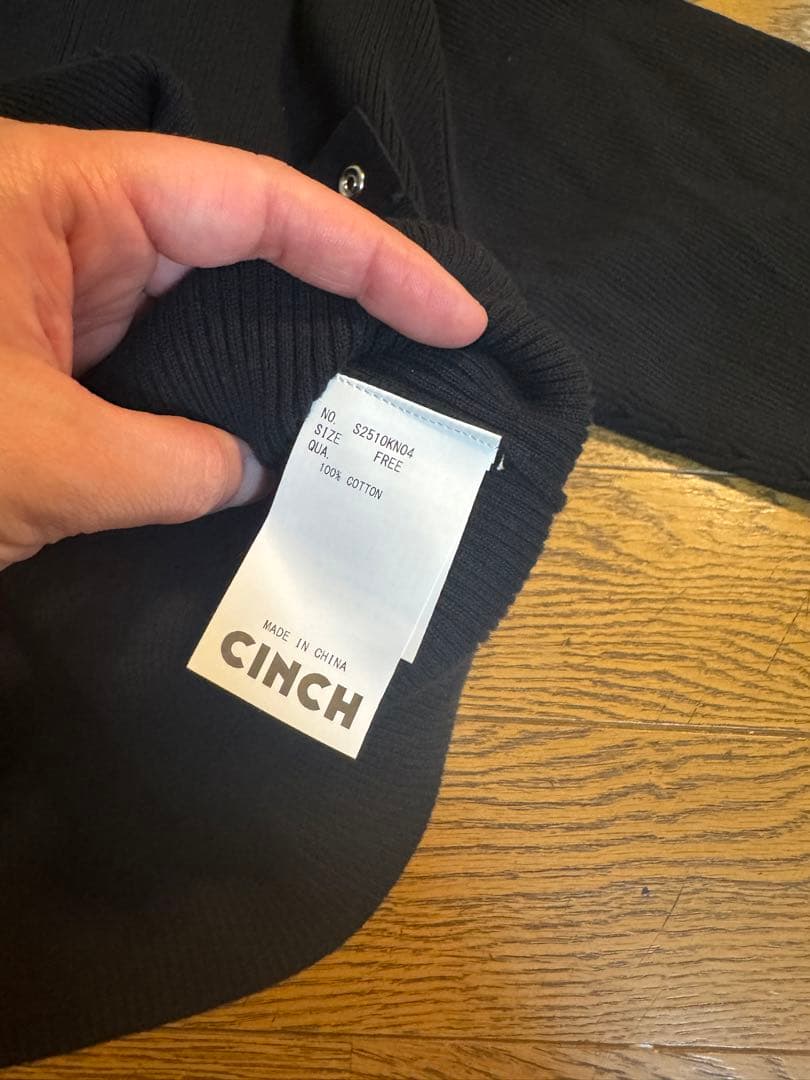 NO. S2510KN04
SIZE FREE
QUA.
100% COTTON
MADE IN CHINA
CINCH